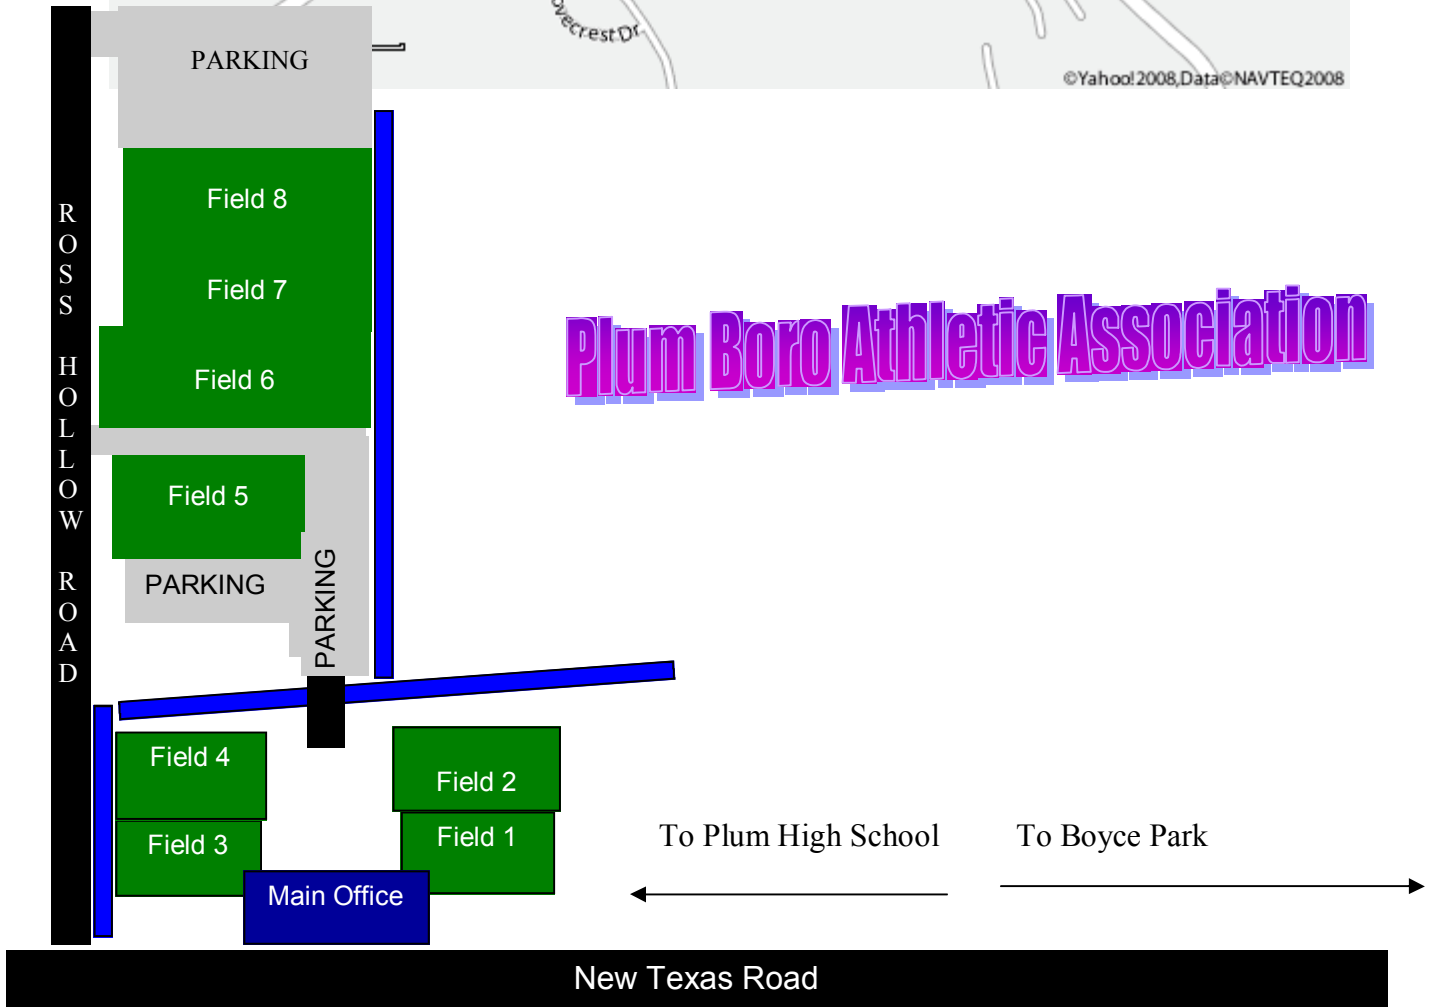 ovecrest Dr
©Yahoo! 2008, Data©NAVTEQ2008
PARKING
ROSS HOLLOW ROAD
Field 8
Field 7
Field 6
Field 5
PARKING
PARKING
Plum Boro Athletic Association
Field 4
Field 2
Field 3
Field 1
To Plum High School
To Boyce Park
Main Office
New Texas Road